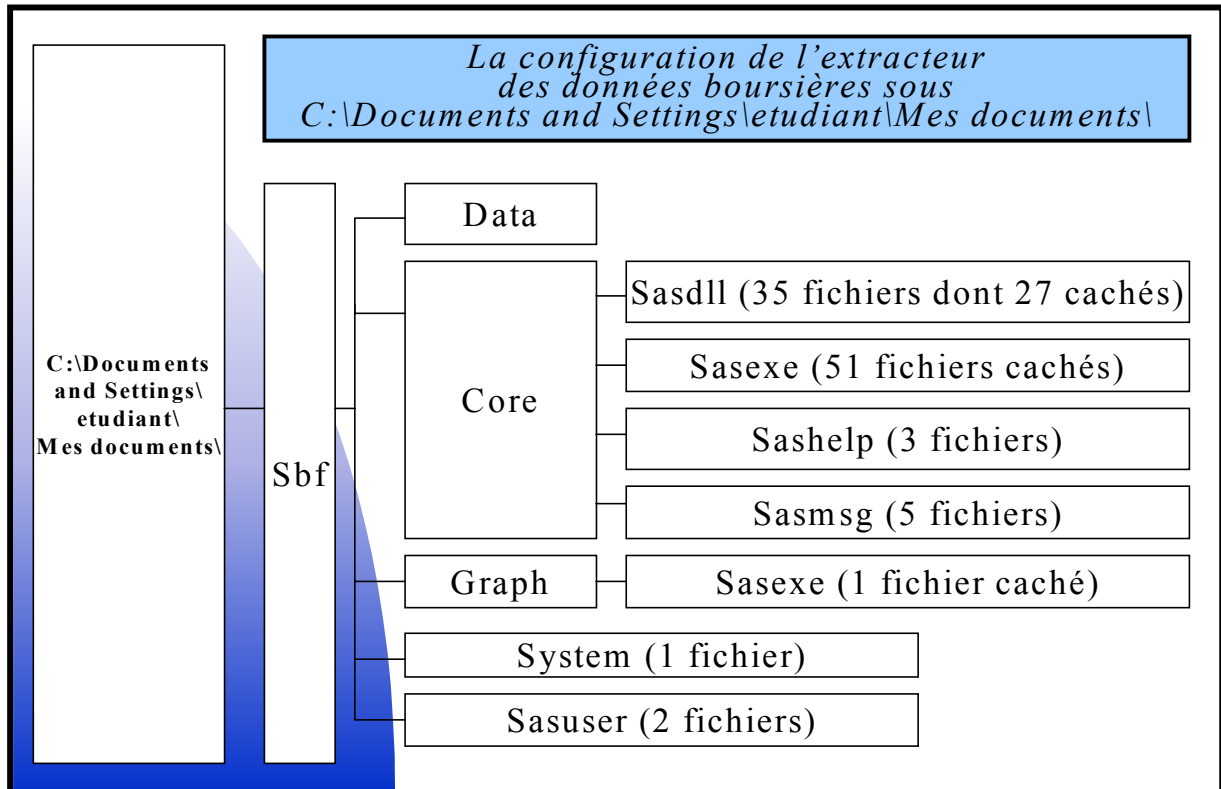 La configuration de l’extracteur
des données boursières sous
C:\Documents and Settings\etudiant\Mes documents\
C:\Documents
and Settings\
etudiant\
Mes documents\
Sbf
Data
Core
Sasdll (35 fichiers dont 27 cachés)
Sasexe (51 fichiers cachés)
Sashelp (3 fichiers)
Sasmsg (5 fichiers)
Graph
Sasexe (1 fichier caché)
System (1 fichier)
Sasuser (2 fichiers)